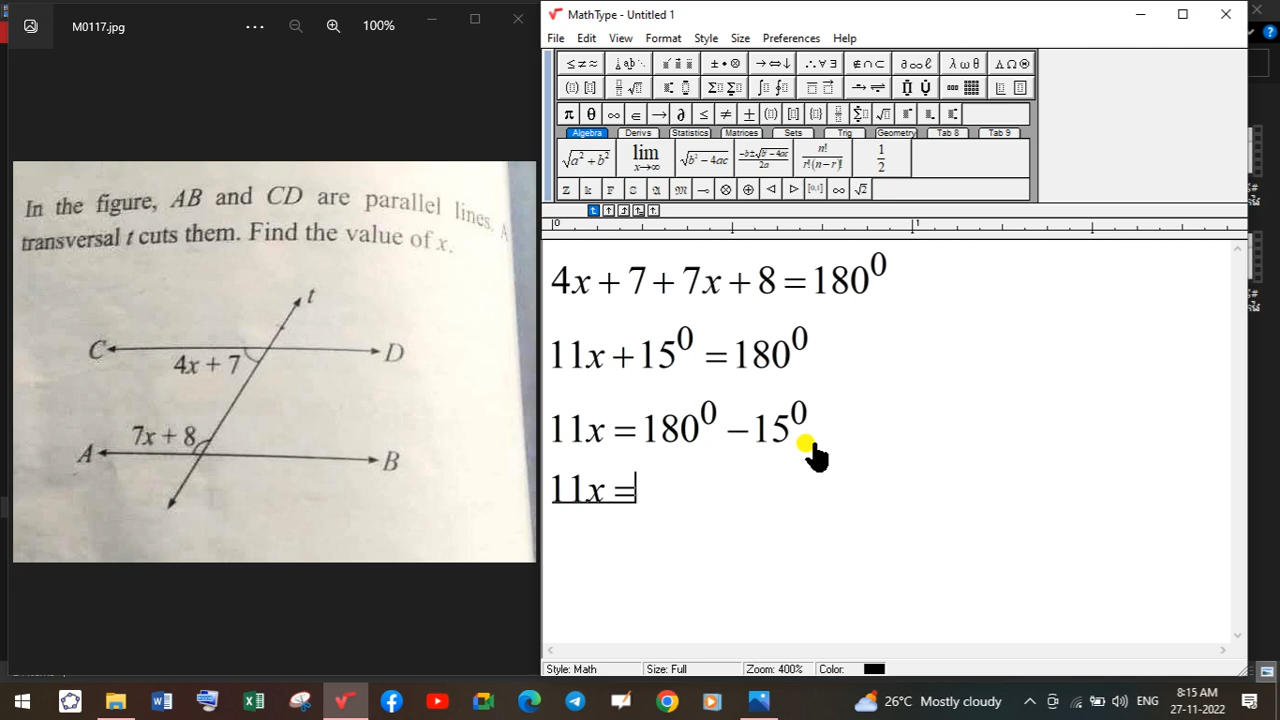 M0117.jpg
100%
In the figure, AB and CD are parallel lines. A
transversal t cuts them. Find the value of x.
t
C
D
4x + 7
7x + 8
A
B
MathType - Untitled 1
File Edit View Format Style Size Preferences Help
Algebra Derivs Statistics Matrices Sets Trig Geometry Tab 8 Tab 9
4x + 7 + 7x + 8 = 180⁰
11x + 15⁰ = 180⁰
11x = 180⁰ − 15⁰
11x =
Style: Math Size: Full Zoom: 400% Color:
26°C Mostly cloudy ENG 8:15 AM
27-11-2022